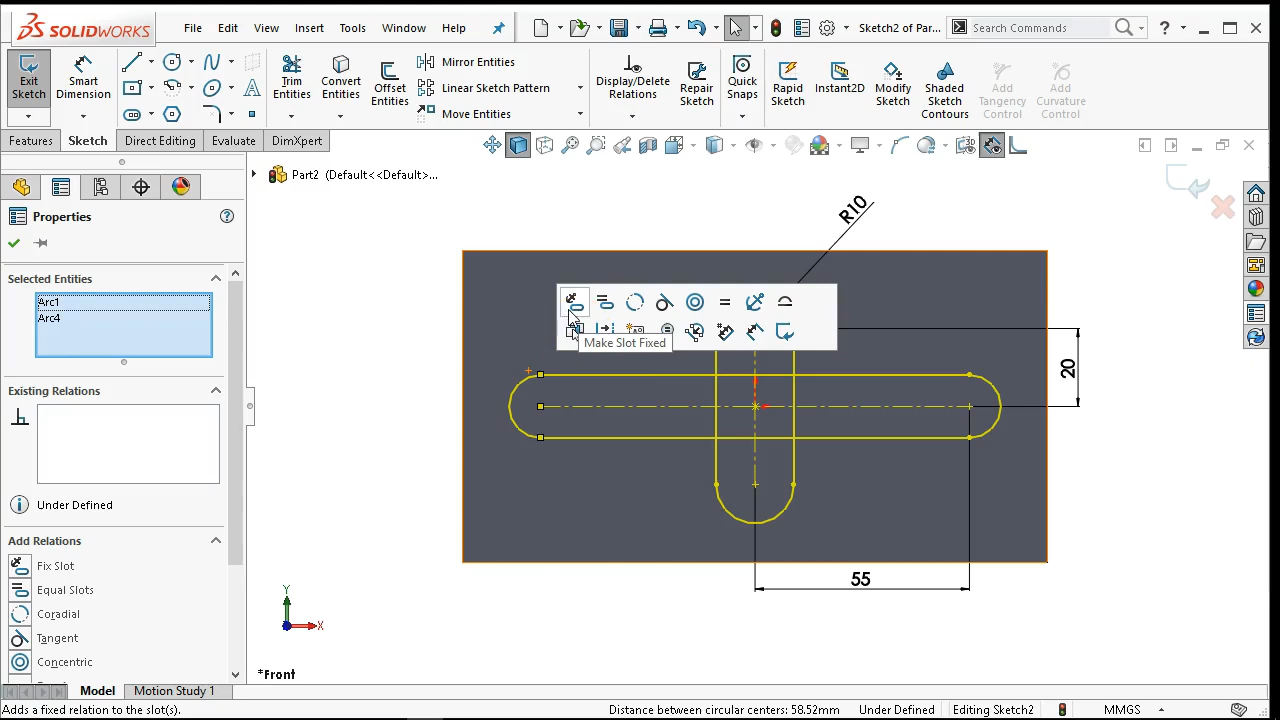 SOLIDWORKS
File Edit View Insert Tools Window Help
Sketch2 of Par...
Search Commands
?
Exit Sketch
Smart Dimension
Trim Entities
Convert Entities
Offset Entities
Mirror Entities
Linear Sketch Pattern
Move Entities
Display/Delete Relations
Repair Sketch
Quick Snaps
Rapid Sketch
Instant2D
Modify Sketch
Shaded Sketch Contours
Add Tangency Control
Add Curvature Control
Features Sketch Direct Editing Evaluate DimXpert
Part2 (Default<<Default>...
Properties
Selected Entities
Arc1
Arc4
Existing Relations
Under Defined
Add Relations
Fix Slot
Equal Slots
Coradial
Tangent
Concentric
R10
Make Slot Fixed
20
55
Y
X
*Front
Model Motion Study 1
Adds a fixed relation to the slot(s).
Distance between circular centers: 58.52mm Under Defined Editing Sketch2 MMGS